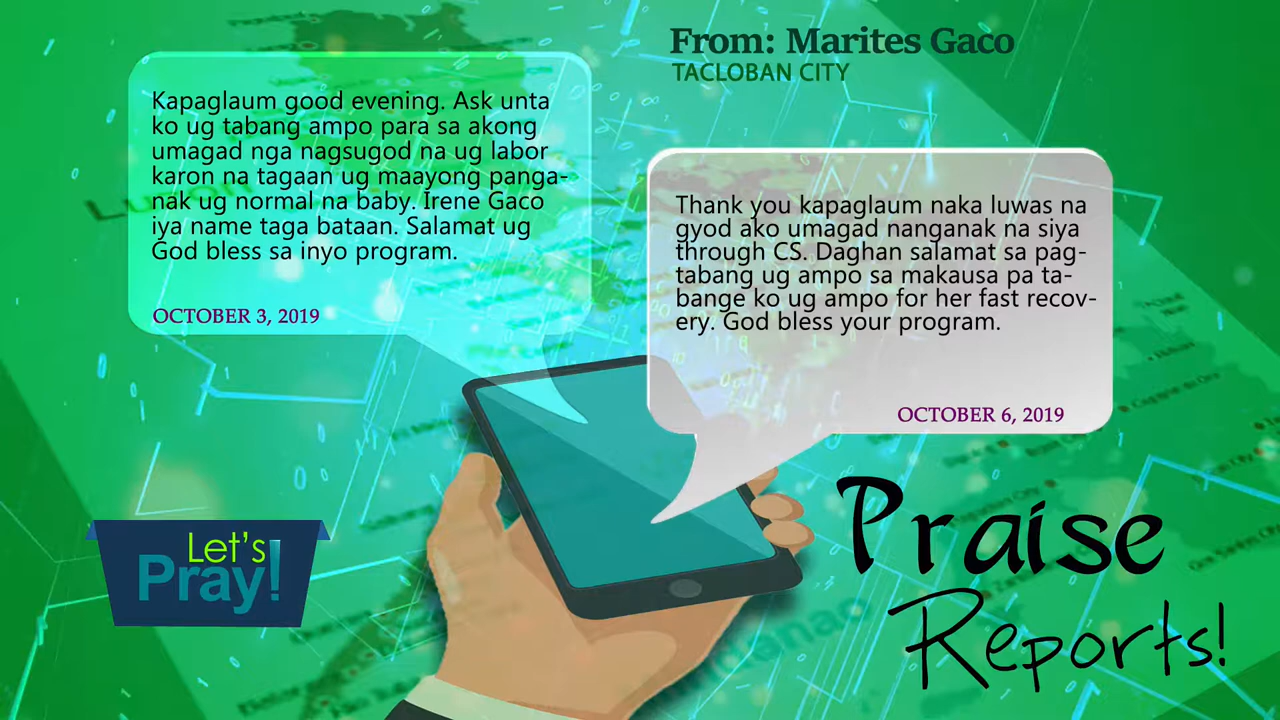 From: Marites Gaco
TACLOBAN CITY
Kapaglaum good evening. Ask unta
ko ug tabang ampo para sa akong
umagad nga nagsugod na ug labor
karon na tagaan ug maayong panga-
nak ug normal na baby. Irene Gaco
iya name taga bataan. Salamat ug
God bless sa inyo program.
OCTOBER 3, 2019
Thank you kapaglaum naka luwas na
gyod ako umagad nanganak na siya
through CS. Daghan salamat sa pag-
tabang ug ampo sa makausa pa ta-
bange ko ug ampo for her fast recov-
ery. God bless your program.
OCTOBER 6, 2019
Let's
Pray!
Praise
Reports!